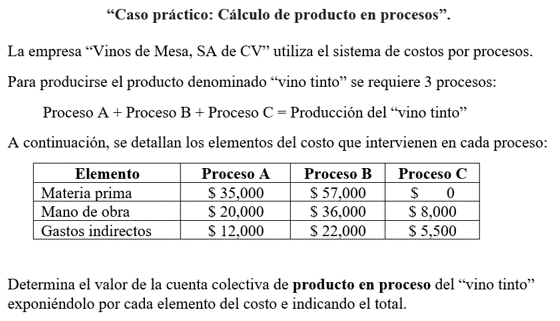 “Caso práctico: Cálculo de producto en procesos”.
La empresa “Vinos de Mesa, SA de CV” utiliza el sistema de costos por procesos.
Para producirse el producto denominado “vino tinto” se requiere 3 procesos:
Proceso A + Proceso B + Proceso C = Producción del “vino tinto”
A continuación, se detallan los elementos del costo que intervienen en cada proceso:
Elemento Proceso A Proceso B Proceso C
Materia prima $ 35,000 $ 57,000 $ 0
Mano de obra $ 20,000 $ 36,000 $ 8,000
Gastos indirectos $ 12,000 $ 22,000 $ 5,500
Determina el valor de la cuenta colectiva de producto en proceso del “vino tinto”
exponiéndolo por cada elemento del costo e indicando el total.